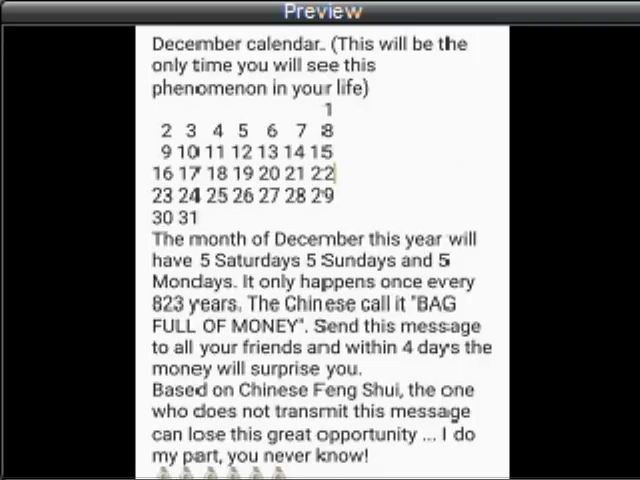 Preview
December calendar. (This will be the
only time you will see this
phenomenon in your life)
1
2 3 4 5 6 7 8
9 10 11 12 13 14 15
16 17 18 19 20 21 22
23 24 25 26 27 28 29
30 31
The month of December this year will
have 5 Saturdays 5 Sundays and 5
Mondays. It only happens once every
823 years. The Chinese call it "BAG
FULL OF MONEY". Send this message
to all your friends and within 4 days the
money will surprise you.
Based on Chinese Feng Shui, the one
who does not transmit this message
can lose this great opportunity ... I do
my part, you never know!